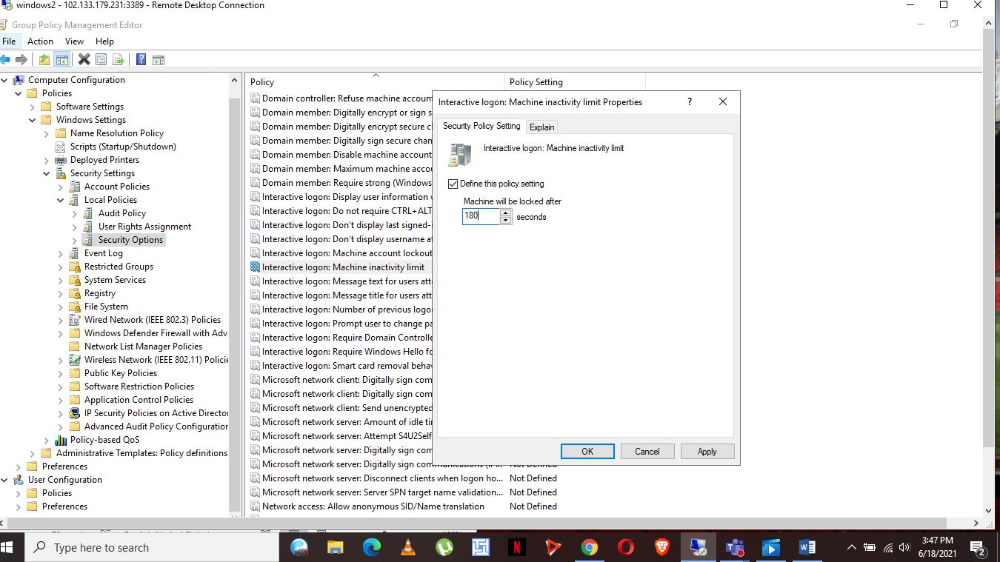 windows2 - 102.133.179.231:3389 - Remote Desktop Connection
Group Policy Management Editor
File Action View Help
Computer Configuration
Policies
Software Settings
Windows Settings
Name Resolution Policy
Scripts (Startup/Shutdown)
Deployed Printers
Security Settings
Account Policies
Local Policies
Audit Policy
User Rights Assignment
Security Options
Event Log
Restricted Groups
System Services
Registry
File System
Wired Network (IEEE 802.3) Policies
Windows Defender Firewall with Adv
Network List Manager Policies
Wireless Network (IEEE 802.11) Policie
Public Key Policies
Software Restriction Policies
Application Control Policies
IP Security Policies on Active Director
Advanced Audit Policy Configuration
Policy-based QoS
Administrative Templates: Policy definitions
Preferences
User Configuration
Policies
Preferences
Policy Policy Setting
Domain controller: Refuse machine accoun
Domain member: Digitally encrypt or sign s
Domain member: Digitally encrypt secure c
Domain member: Digitally sign secure chan
Domain member: Disable machine account
Domain member: Maximum machine accou
Domain member: Require strong (Windows
Interactive logon: Display user information
Interactive logon: Do not require CTRL+ALT
Interactive logon: Don't display last signed-i
Interactive logon: Don't display username a
Interactive logon: Machine account lockout
Interactive logon: Machine inactivity limit
Interactive logon: Message text for users att
Interactive logon: Message title for users att
Interactive logon: Number of previous logo
Interactive logon: Prompt user to change pa
Interactive logon: Require Domain Controlle
Interactive logon: Require Windows Hello fo
Interactive logon: Smart card removal behav
Microsoft network client: Digitally sign com
Microsoft network client: Digitally sign com
Microsoft network client: Send unencrypted
Microsoft network server: Amount of idle tim
Microsoft network server: Attempt S4U2Self
Microsoft network server: Digitally sign com
Microsoft network server: Digitally sign communications (if ... Not Defined
Microsoft network server: Disconnect clients when logon ho... Not Defined
Microsoft network server: Server SPN target name validation... Not Defined
Network access: Allow anonymous SID/Name translation Not Defined
Interactive logon: Machine inactivity limit Properties ?
Security Policy Setting Explain
Interactive logon: Machine inactivity limit
Define this policy setting
Machine will be locked after
180 seconds
OK Cancel Apply
Type here to search
3:47 PM
6/18/2021
2